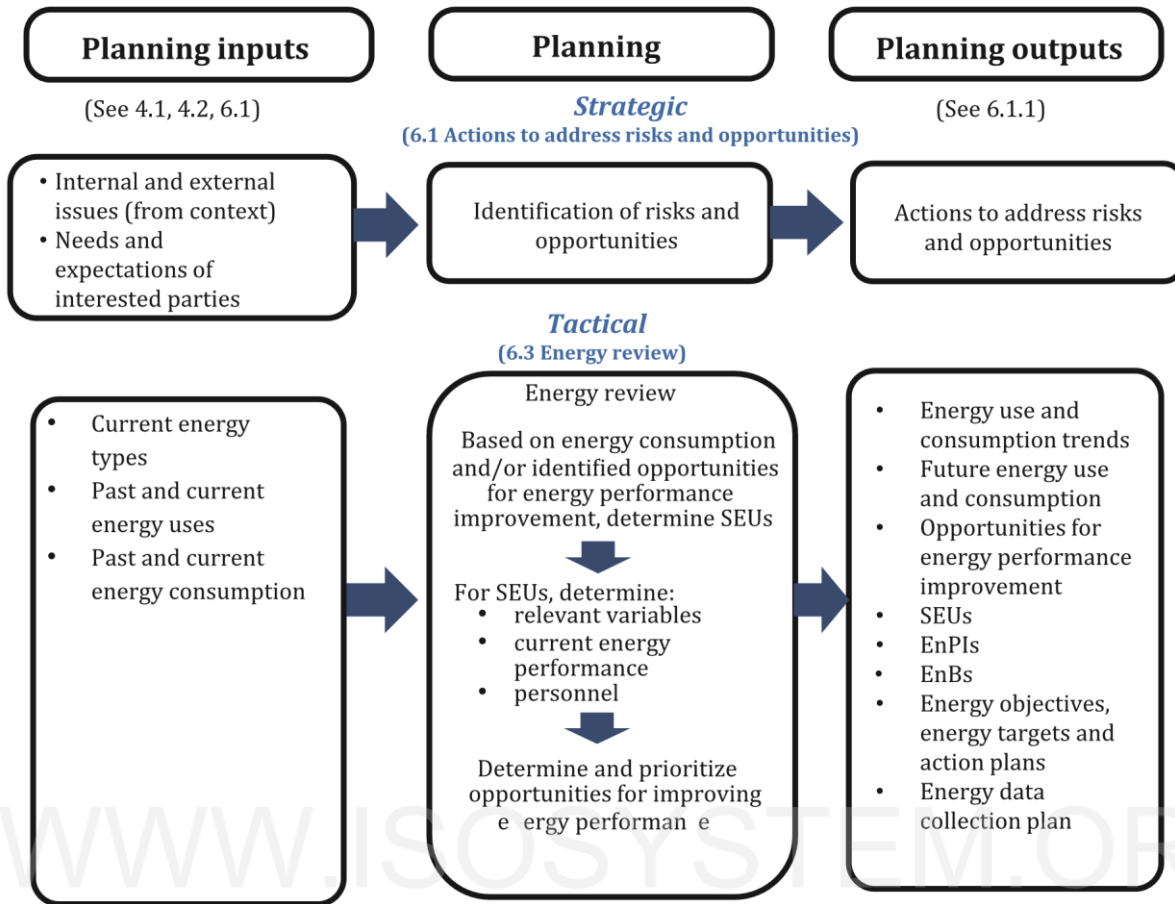 Planning inputs
Planning
Planning outputs
(See 4.1, 4.2, 6.1)
Strategic
(6.1 Actions to address risks and opportunities)
(See 6.1.1)
• Internal and external
issues (from context)
• Needs and
expectations of
interested parties
Identification of risks and
opportunities
Actions to address risks
and opportunities
Tactical
(6.3 Energy review)
• Current energy
types
• Past and current
energy uses
• Past and current
energy consumption
Energy review
Based on energy consumption
and/or identified opportunities
for energy performance
improvement, determine SEUs
For SEUs, determine:
• relevant variables
• current energy
performance
• personnel
Determine and prioritize
opportunities for improving
e ergy performan e
• Energy use and
consumption trends
• Future energy use
and consumption
• Opportunities for
energy performance
improvement
• SEUs
• EnPIs
• EnBs
• Energy objectives,
energy targets and
action plans
• Energy data
collection plan
WWW.ISOSYSTEM.OR